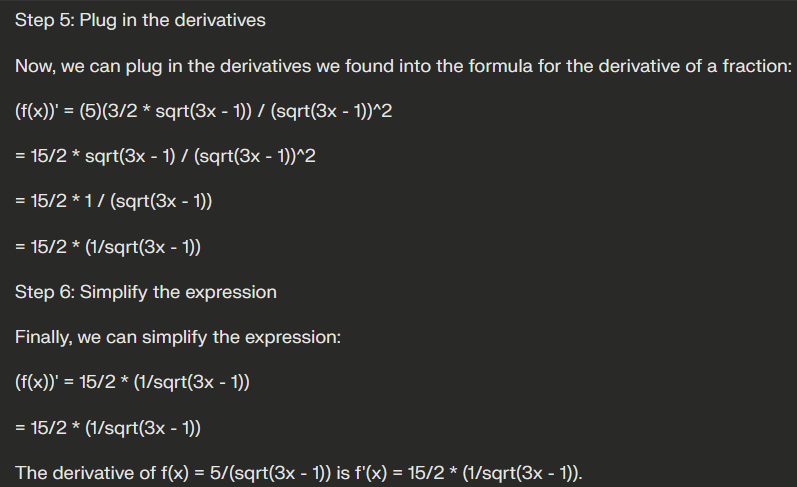 Step 5: Plug in the derivatives
Now, we can plug in the derivatives we found into the formula for the derivative of a fraction:
(f(x))' = (5)(3/2 * sqrt(3x - 1)) / (sqrt(3x - 1))^2
= 15/2 * sqrt(3x - 1) / (sqrt(3x - 1))^2
= 15/2 * 1 / (sqrt(3x - 1))
= 15/2 * (1/sqrt(3x - 1))
Step 6: Simplify the expression
Finally, we can simplify the expression:
(f(x))' = 15/2 * (1/sqrt(3x - 1))
= 15/2 * (1/sqrt(3x - 1))
The derivative of f(x) = 5/(sqrt(3x - 1)) is f'(x) = 15/2 * (1/sqrt(3x - 1)).